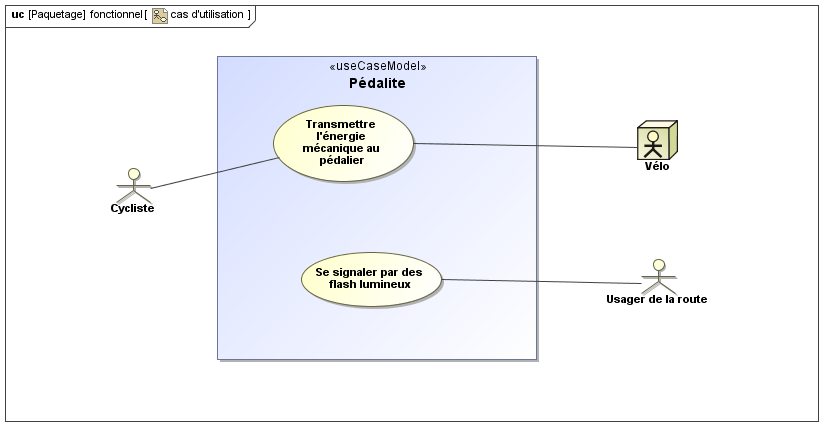 uc [Paquetage] fonctionnel[ cas d'utilisation ]
«useCaseModel»
Pédalite
Transmettre
l'énergie
mécanique au
pédalier
Vélo
Cycliste
Se signaler par des
flash lumineux
Usager de la route